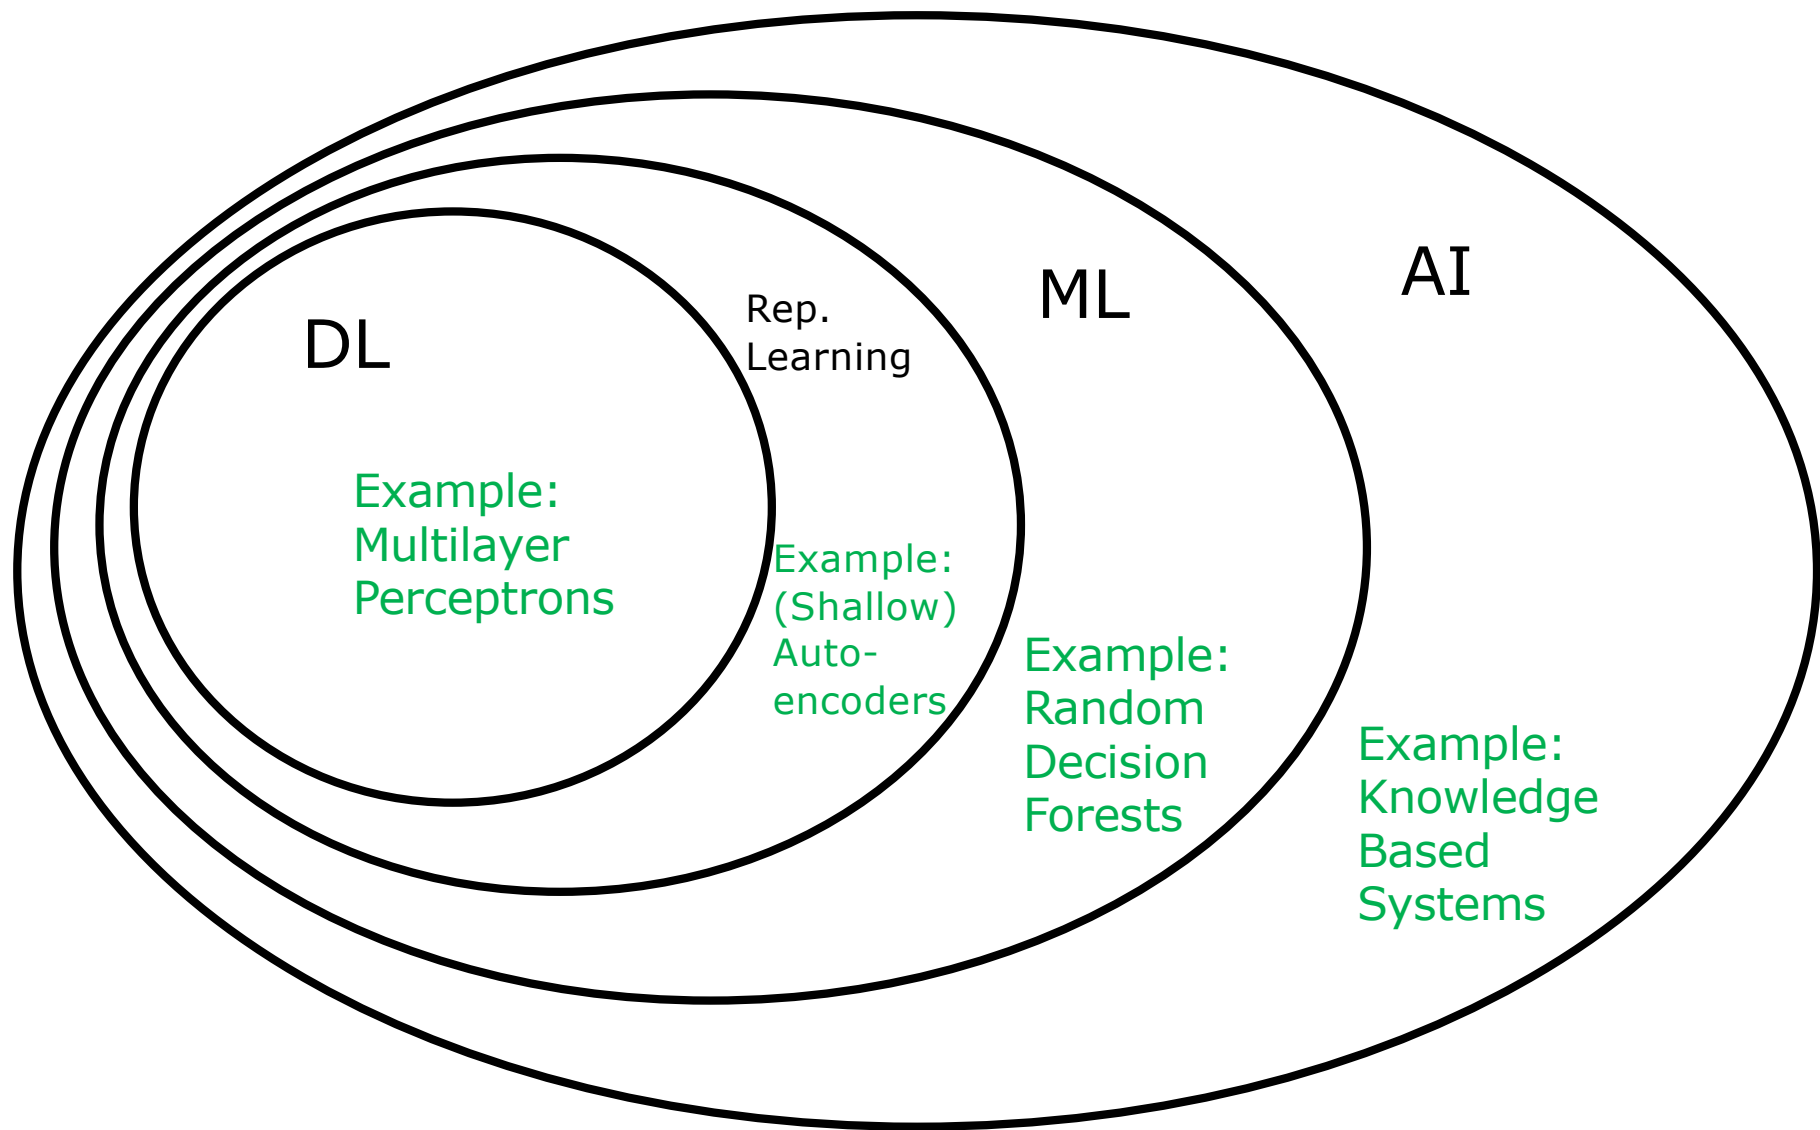 DL
Example:
Multilayer
Perceptrons
Rep.
Learning
Example:
(Shallow)
Auto-
encoders
ML
Example:
Random
Decision
Forests
AI
Example:
Knowledge
Based
Systems